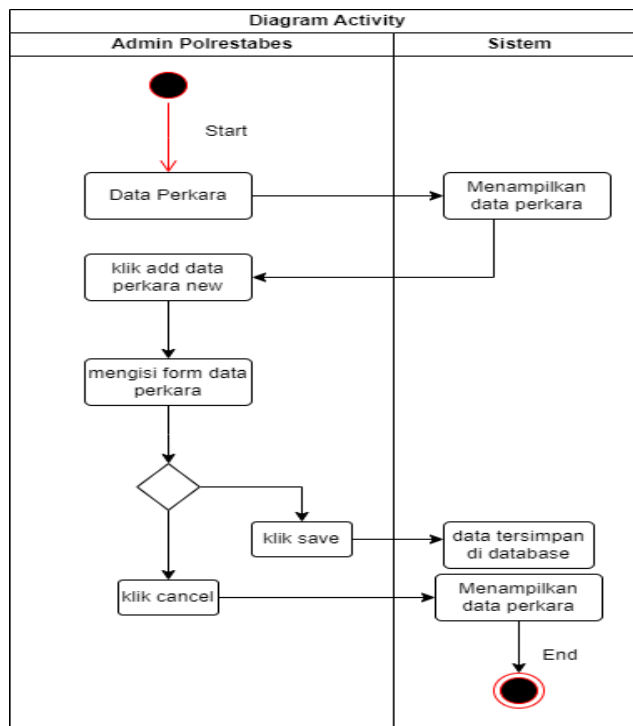 Diagram Activity
Admin Polrestabes
Sistem
Start
Data Perkara
Menampilkan
data perkara
klik add data
perkara new
mengisi form data
perkara
klik save
data tersimpan
di database
klik cancel
Menampilkan
data perkara
End